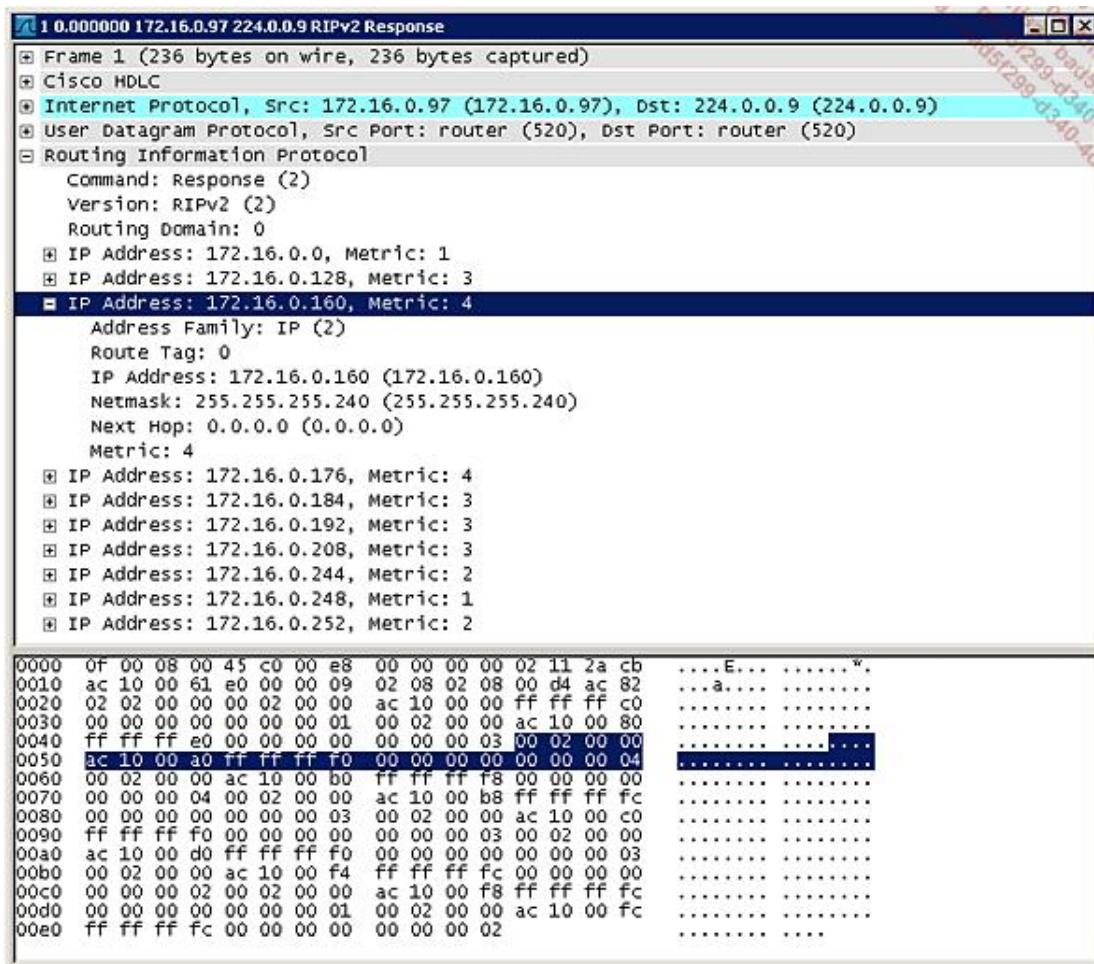 1 0.000000 172.16.0.97 224.0.0.9 RIPv2 Response
Frame 1 (236 bytes on wire, 236 bytes captured)
Cisco HDLC
Internet Protocol, Src: 172.16.0.97 (172.16.0.97), Dst: 224.0.0.9 (224.0.0.9)
User Datagram Protocol, Src Port: router (520), Dst Port: router (520)
Routing Information Protocol
Command: Response (2)
Version: RIPv2 (2)
Routing Domain: 0
IP Address: 172.16.0.0, Metric: 1
IP Address: 172.16.0.128, Metric: 3
IP Address: 172.16.0.160, Metric: 4
Address Family: IP (2)
Route Tag: 0
IP Address: 172.16.0.160 (172.16.0.160)
Netmask: 255.255.255.240 (255.255.255.240)
Next Hop: 0.0.0.0 (0.0.0.0)
Metric: 4
IP Address: 172.16.0.176, Metric: 4
IP Address: 172.16.0.184, Metric: 3
IP Address: 172.16.0.192, Metric: 3
IP Address: 172.16.0.208, Metric: 3
IP Address: 172.16.0.244, Metric: 2
IP Address: 172.16.0.248, Metric: 1
IP Address: 172.16.0.252, Metric: 2
0000 0f 00 08 00 45 c0 00 e8 00 00 00 00 02 11 2a cb ....E... ......*.
0010 ac 10 00 61 e0 00 00 09 02 08 02 08 00 d4 ac 82 ...a.... ........
0020 02 02 00 00 00 02 00 00 ac 10 00 00 ff ff ff c0 ........ ........
0030 00 00 00 00 00 00 00 01 00 02 00 00 ac 10 00 80 ........ ........
0040 ff ff ff e0 00 00 00 00 00 00 00 03 00 02 00 00 ........ ........
0050 ac 10 00 a0 ff ff ff f0 00 00 00 00 00 00 00 04 ........ ........
0060 00 02 00 00 ac 10 00 b0 ff ff ff f8 00 00 00 00 ........ ........
0070 00 00 00 04 00 02 00 00 ac 10 00 b8 ff ff ff fc ........ ........
0080 00 00 00 00 00 00 00 03 00 02 00 00 ac 10 00 c0 ........ ........
0090 ff ff ff f0 00 00 00 00 00 00 00 03 00 02 00 00 ........ ........
00a0 ac 10 00 d0 ff ff ff f0 00 00 00 00 00 00 00 03 ........ ........
00b0 00 02 00 00 ac 10 00 f4 ff ff ff fc 00 00 00 00 ........ ........
00c0 00 00 00 02 00 02 00 00 ac 10 00 f8 ff ff ff fc ........ ........
00d0 00 00 00 00 00 00 00 01 00 02 00 00 ac 10 00 fc ........ ........
00e0 ff ff ff fc 00 00 00 00 00 00 00 02 ........ ....